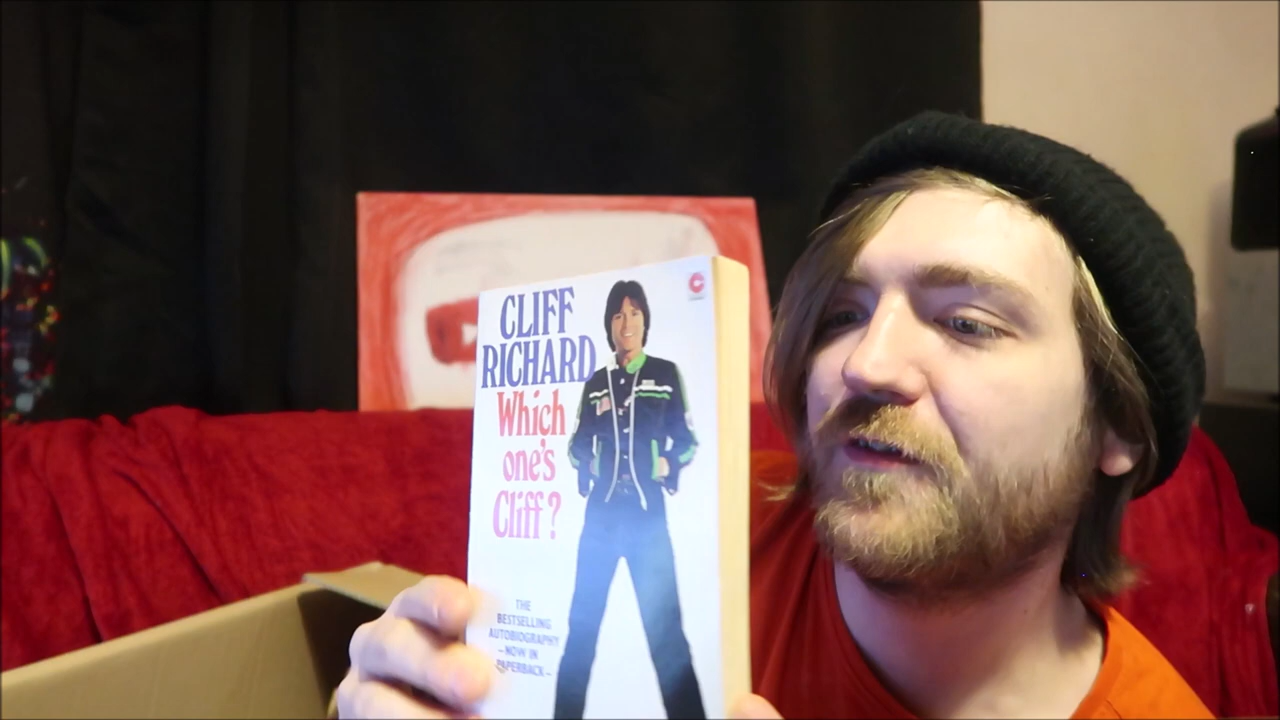 CLIFF
RICHARD
Which
one's
Cliff?
THE
BESTSELLING
AUTOBIOGRAPHY
-NOW IN
PAPERBACK-